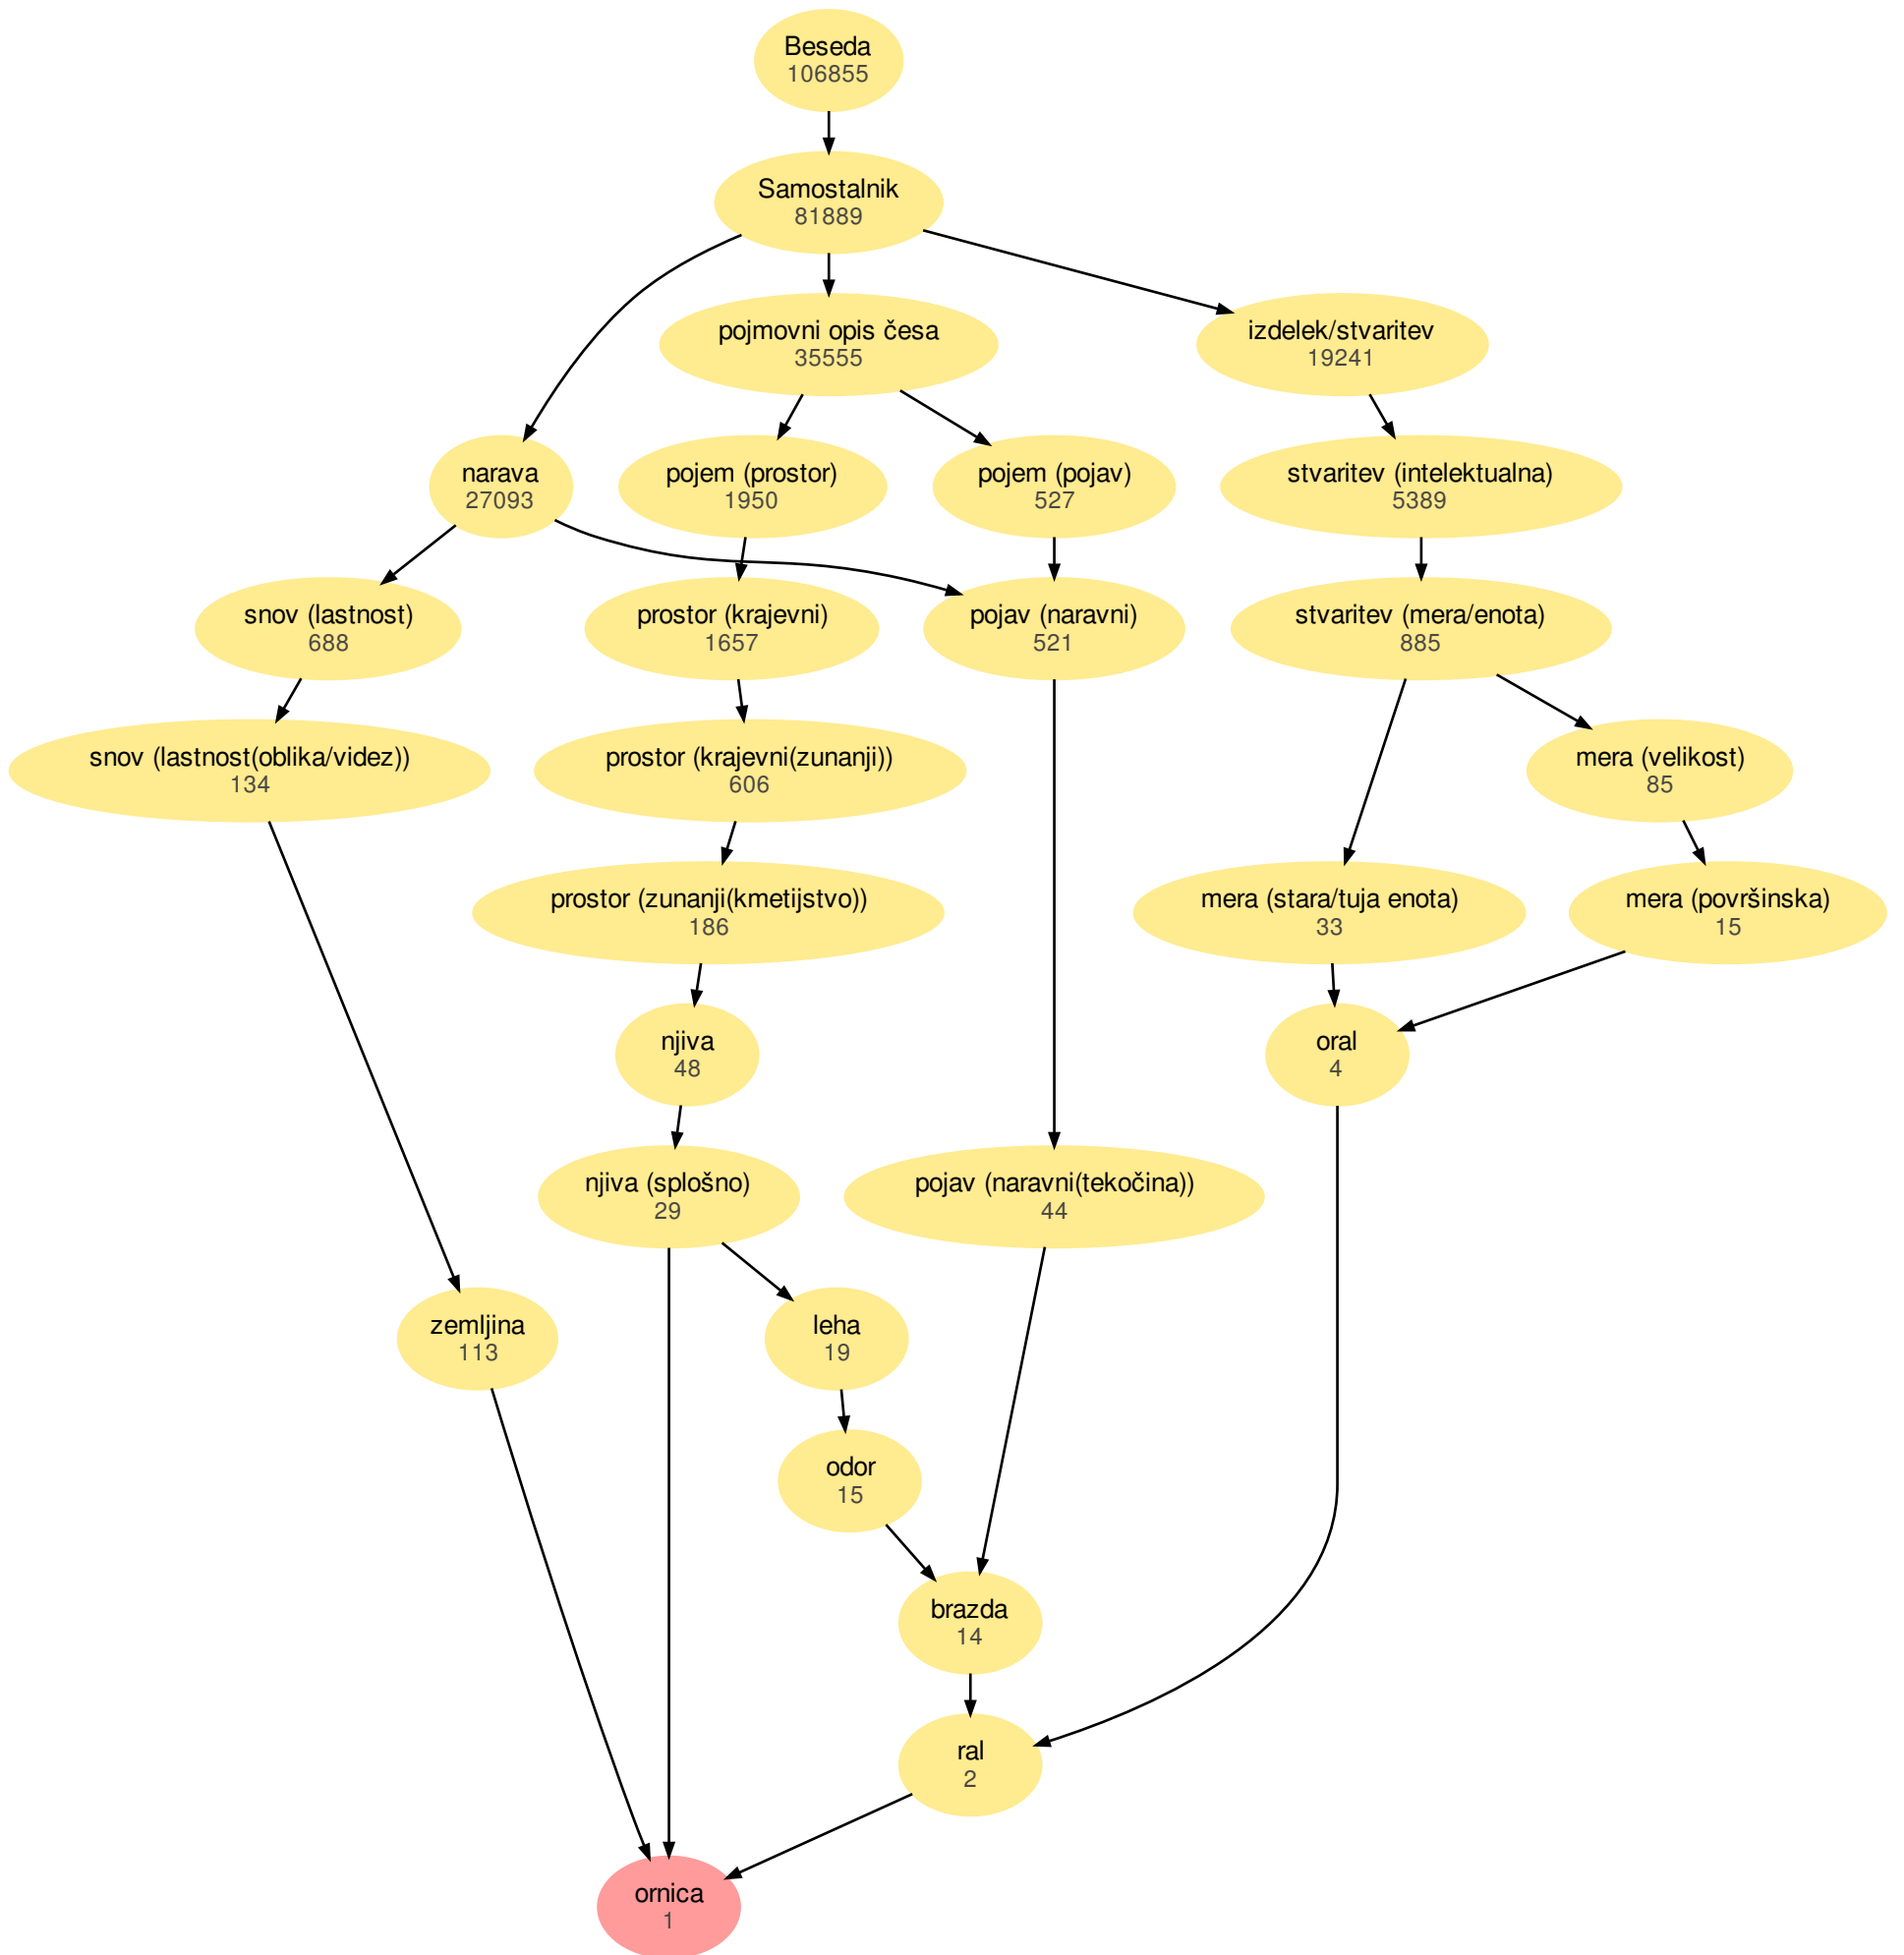 Beseda
106855
Samostalnik
81889
pojmovni opis česa
35555
izdelek/stvaritev
19241
narava
27093
pojem (prostor)
1950
pojem (pojav)
527
stvaritev (intelektualna)
5389
snov (lastnost)
688
prostor (krajevni)
1657
pojav (naravni)
521
stvaritev (mera/enota)
885
snov (lastnost(oblika/videz))
134
prostor (krajevni(zunanji))
606
mera (velikost)
85
prostor (zunanji(kmetijstvo))
186
mera (stara/tuja enota)
33
mera (površinska)
15
njiva
48
oral
4
njiva (splošno)
29
pojav (naravni(tekočina))
44
zemljina
113
leha
19
odor
15
brazda
14
ral
2
ornica
1